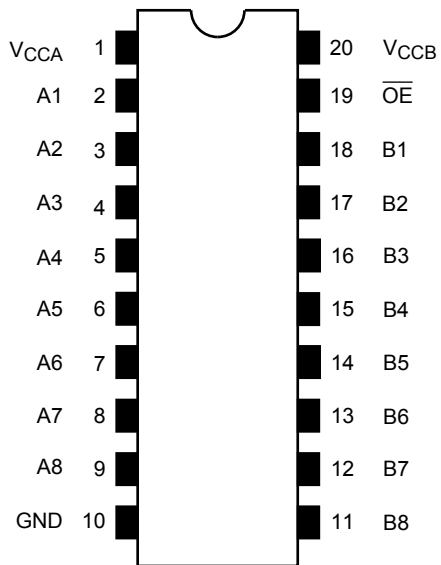 VCCA 1 20 VCCB
A1 2 19 O̅E̅
A2 3 18 B1
A3 4 17 B2
A4 5 16 B3
A5 6 15 B4
A6 7 14 B5
A7 8 13 B6
A8 9 12 B7
GND 10 11 B8